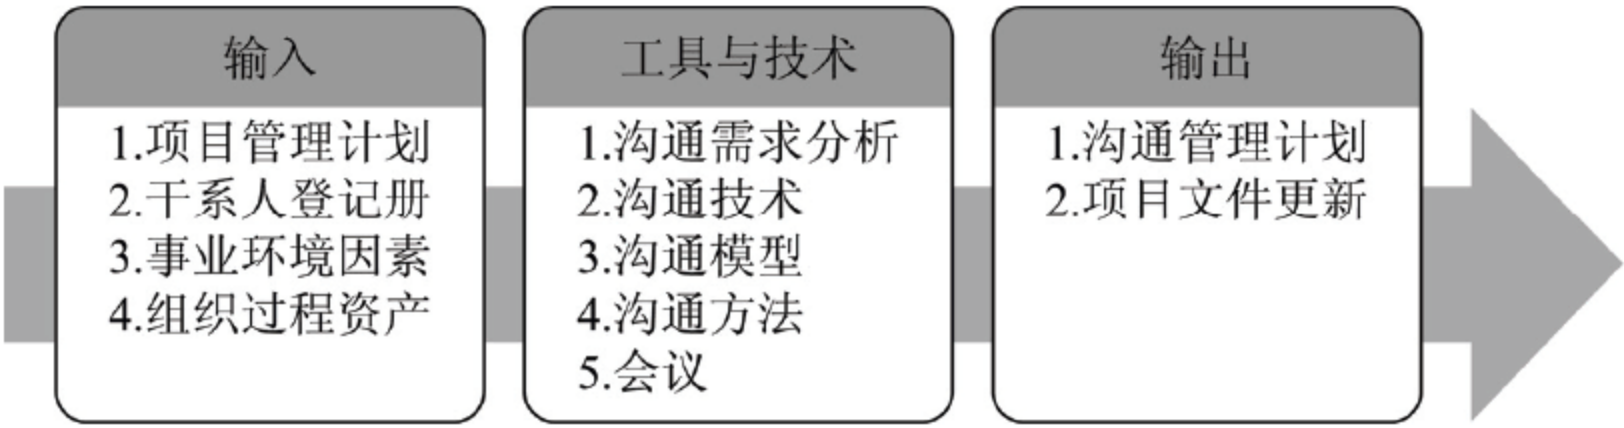 输入
1.项目管理计划
2.干系人登记册
3.事业环境因素
4.组织过程资产
工具与技术
1.沟通需求分析
2.沟通技术
3.沟通模型
4.沟通方法
5.会议
输出
1.沟通管理计划
2.项目文件更新